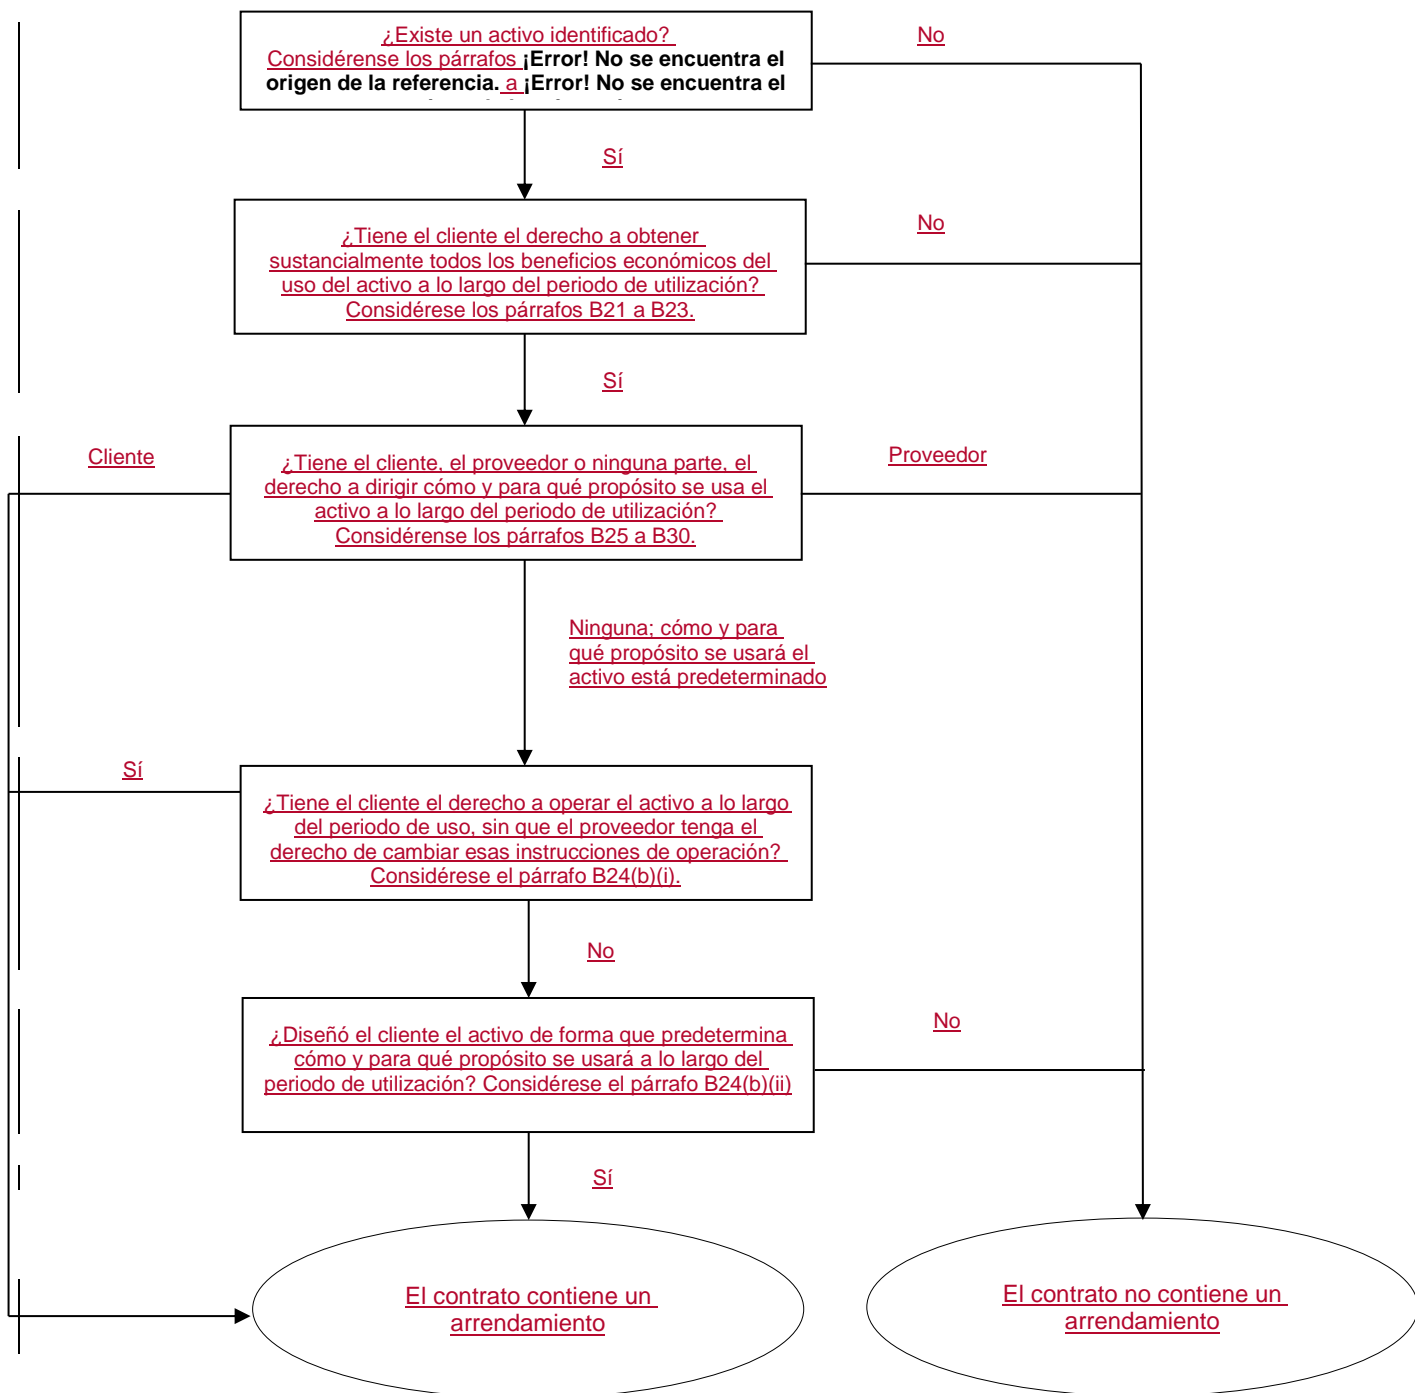 ¿Existe un activo identificado?
Considérense los párrafos ¡Error! No se encuentra el
origen de la referencia. a ¡Error! No se encuentra el
No
Sí
¿Tiene el cliente el derecho a obtener
sustancialmente todos los beneficios económicos del
uso del activo a lo largo del periodo de utilización?
Considérese los párrafos B21 a B23.
No
Sí
Cliente
¿Tiene el cliente, el proveedor o ninguna parte, el
derecho a dirigir cómo y para qué propósito se usa el
activo a lo largo del periodo de utilización?
Considérense los párrafos B25 a B30.
Proveedor
Ninguna; cómo y para
qué propósito se usará el
activo está predeterminado
Sí
¿Tiene el cliente el derecho a operar el activo a lo largo
del periodo de uso, sin que el proveedor tenga el
derecho de cambiar esas instrucciones de operación?
Considérese el párrafo B24(b)(i).
No
¿Diseñó el cliente el activo de forma que predetermina
cómo y para qué propósito se usará a lo largo del
periodo de utilización? Considérese el párrafo B24(b)(ii)
No
Sí
El contrato contiene un
arrendamiento
El contrato no contiene un
arrendamiento